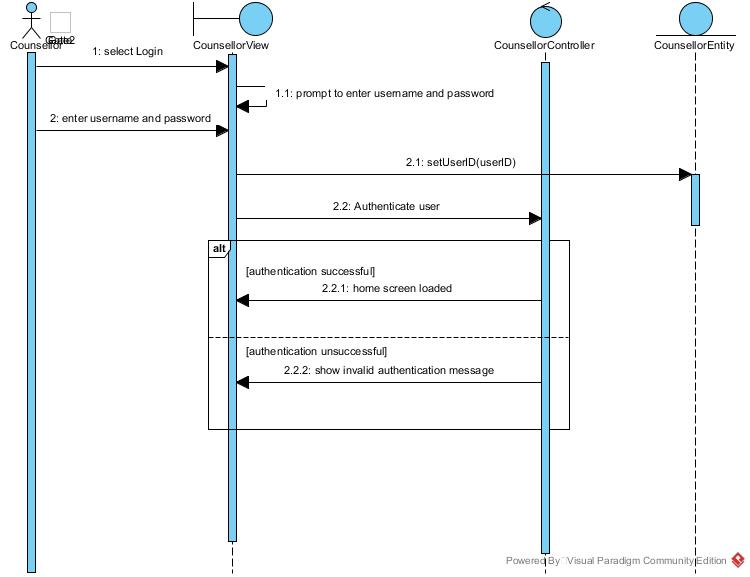 Counsellor
CounsellorView
CounsellorController
CounsellorEntity
1: select Login
1.1: prompt to enter username and password
2: enter username and password
2.1: setUserID(userID)
2.2: Authenticate user
alt
[authentication successful]
2.2.1: home screen loaded
[authentication unsuccessful]
2.2.2: show invalid authentication message
Powered By Visual Paradigm Community Edition